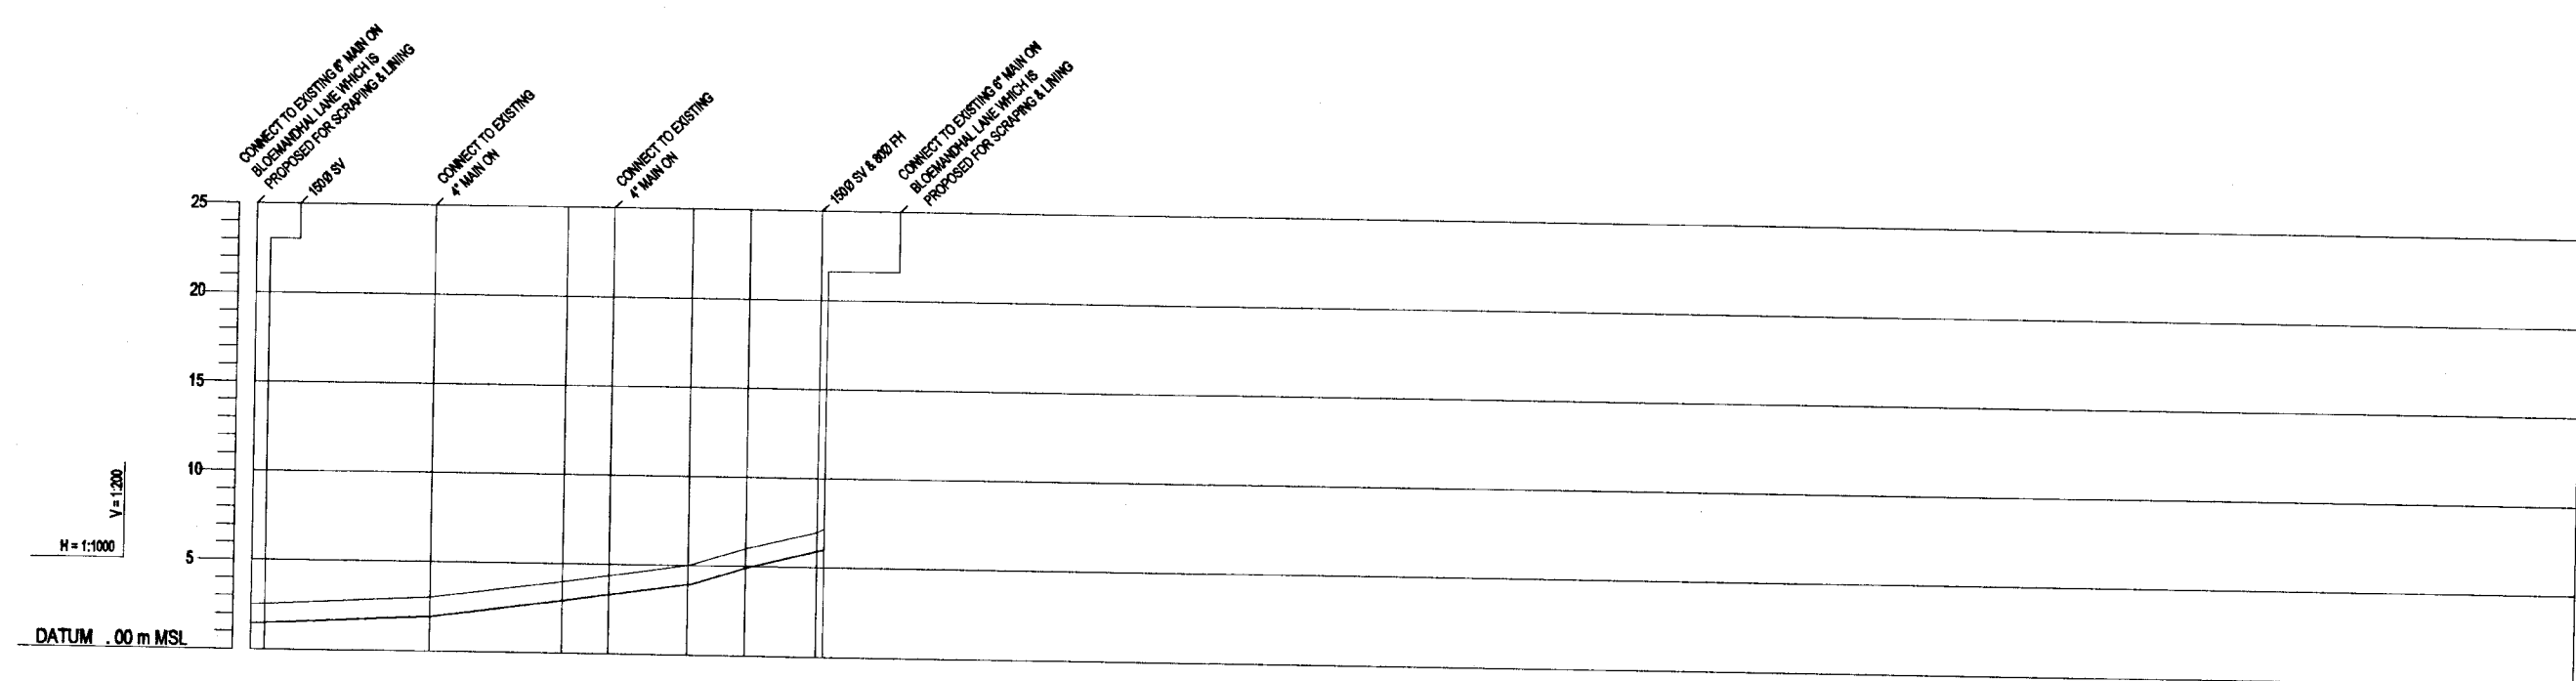 CONNECT TO EXISTING 6" MAIN ON
BLOEMANDHAL LANE WHICH IS
PROPOSED FOR SCRAPING & LINING
150Ø SV
CONNECT TO EXISTING
4" MAIN ON
CONNECT TO EXISTING
4" MAIN ON
150Ø SV & 80Ø FH
CONNECT TO EXISTING 6" MAIN ON
BLOEMANDHAL LANE WHICH IS
PROPOSED FOR SCRAPING & LINING
25
20
15
10
5
V = 1:200
H = 1:1000
DATUM .00 m MSL